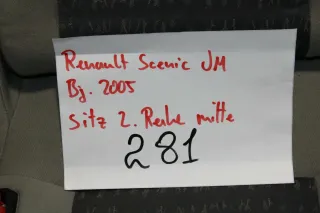 Renault Scenic JM
Bj. 2005
Sitz 2. Reihe mitte
281